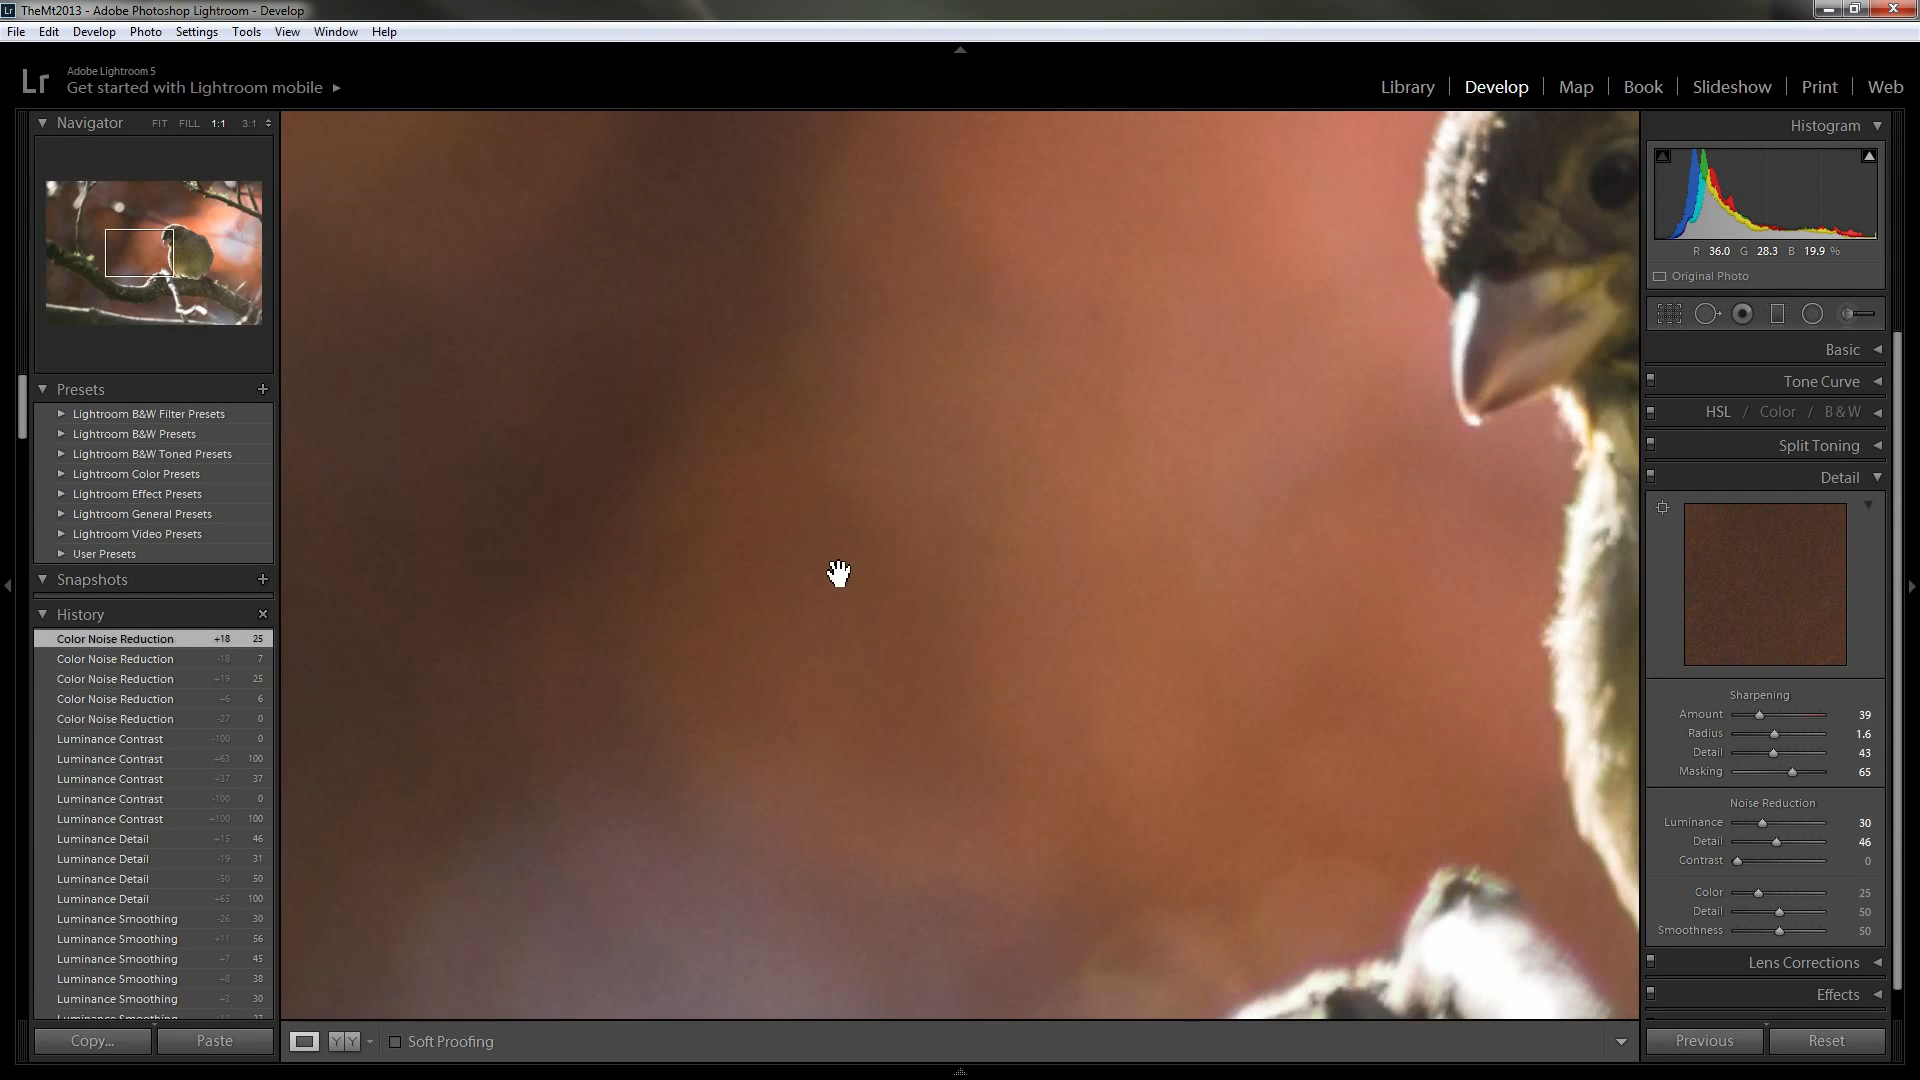 TheMt2013 - Adobe Photoshop Lightroom - Develop
File Edit Develop Photo Settings Tools View Window Help
Lr
Adobe Lightroom 5
Get started with Lightroom mobile
Library Develop Map Book Slideshow Print Web
Navigator FIT FILL 1:1 3:1
Presets
Lightroom B&W Filter Presets
Lightroom B&W Presets
Lightroom B&W Toned Presets
Lightroom Color Presets
Lightroom Effect Presets
Lightroom General Presets
Lightroom Video Presets
User Presets
Snapshots
History
Color Noise Reduction +18 25
Color Noise Reduction -18 7
Color Noise Reduction +19 25
Color Noise Reduction +6 6
Color Noise Reduction -27 0
Luminance Contrast -100 0
Luminance Contrast +63 100
Luminance Contrast +37 37
Luminance Contrast -100 0
Luminance Contrast +100 100
Luminance Detail +15 46
Luminance Detail -19 31
Luminance Detail -50 50
Luminance Detail +65 100
Luminance Smoothing -26 30
Luminance Smoothing +11 56
Luminance Smoothing +7 45
Luminance Smoothing +8 38
Luminance Smoothing +3 30
Copy... Paste
Soft Proofing
Histogram
R 36.0 G 28.3 B 19.9 %
Original Photo
Basic
Tone Curve
HSL / Color / B & W
Split Toning
Detail
Sharpening
Amount 39
Radius 1.6
Detail 43
Masking 65
Noise Reduction
Luminance 30
Detail 46
Contrast 0
Color 25
Detail 50
Smoothness 50
Lens Corrections
Effects
Previous Reset